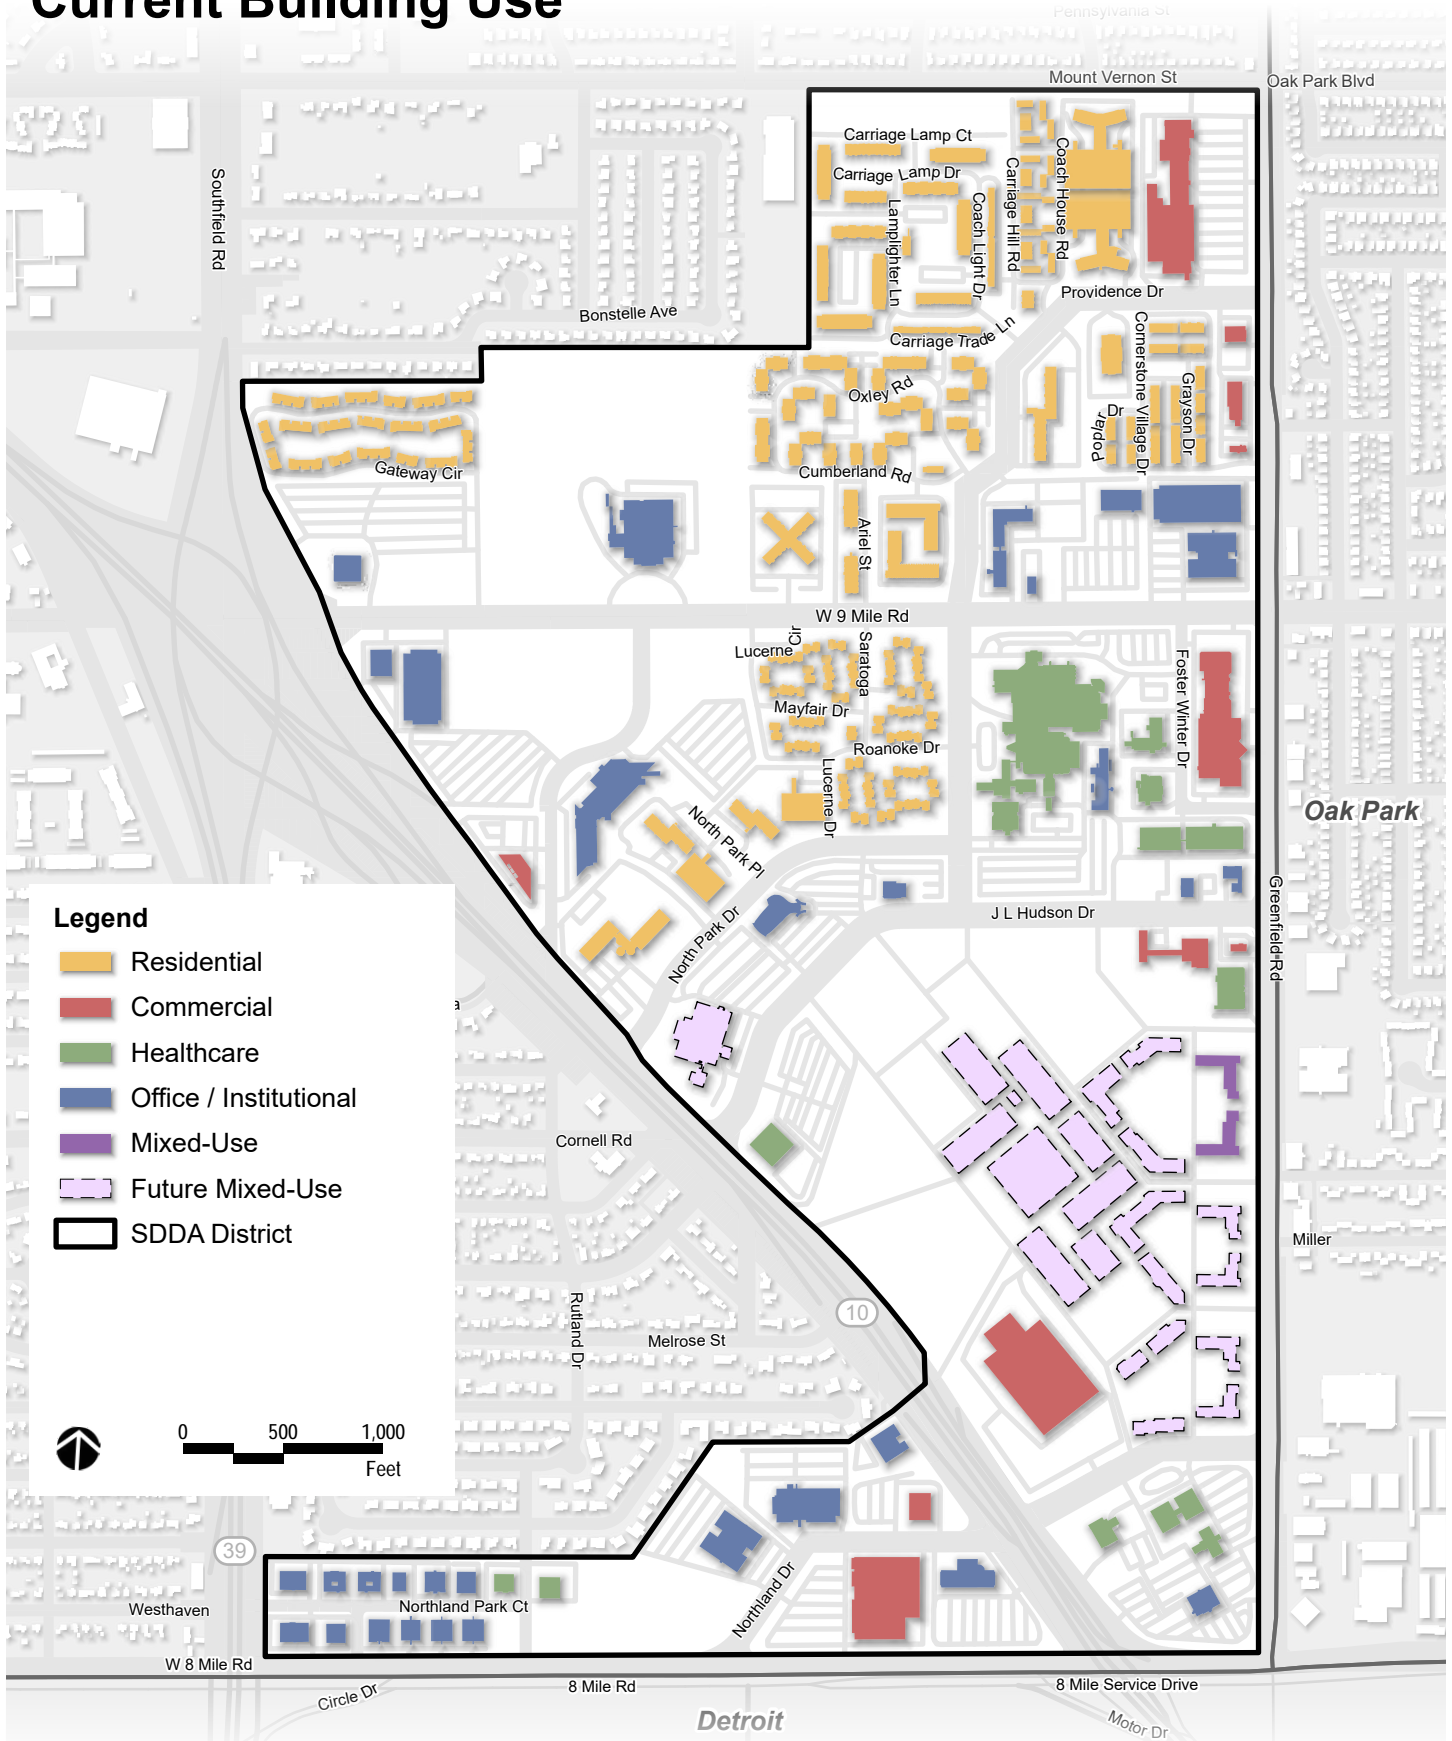 Current Building Use
Pennsylvania St
Mount Vernon St
Oak Park Blvd
Carriage Lamp Ct
Carriage Lamp Dr
Lamplighter Ln
Coach Light Dr
Carriage Hill Rd
Coach House Rd
Southfield Rd
Providence Dr
Bonstelle Ave
Carriage Trade Ln
Cornerstone Village Dr
Grayson Dr
Poplar Dr
Oxley Rd
Gateway Cir
Cumberland Rd
Ariel St
W 9 Mile Rd
Lucerne Cir
Saratoga
Foster Winter Dr
Mayfair Dr
Roanoke Dr
Lucerne Dr
North Park Pl
Oak Park
North Park Dr
J L Hudson Dr
Greenfield Rd
Legend
Residential
Commercial
Healthcare
Office / Institutional
Mixed-Use
Future Mixed-Use
SDDA District
a
Cornell Rd
Miller
Rutland Dr
10
Melrose St
0 500 1,000
Feet
39
Northland Park Ct
Northland Dr
Westhaven
W 8 Mile Rd
Circle Dr
8 Mile Rd
8 Mile Service Drive
Detroit
Motor Dr